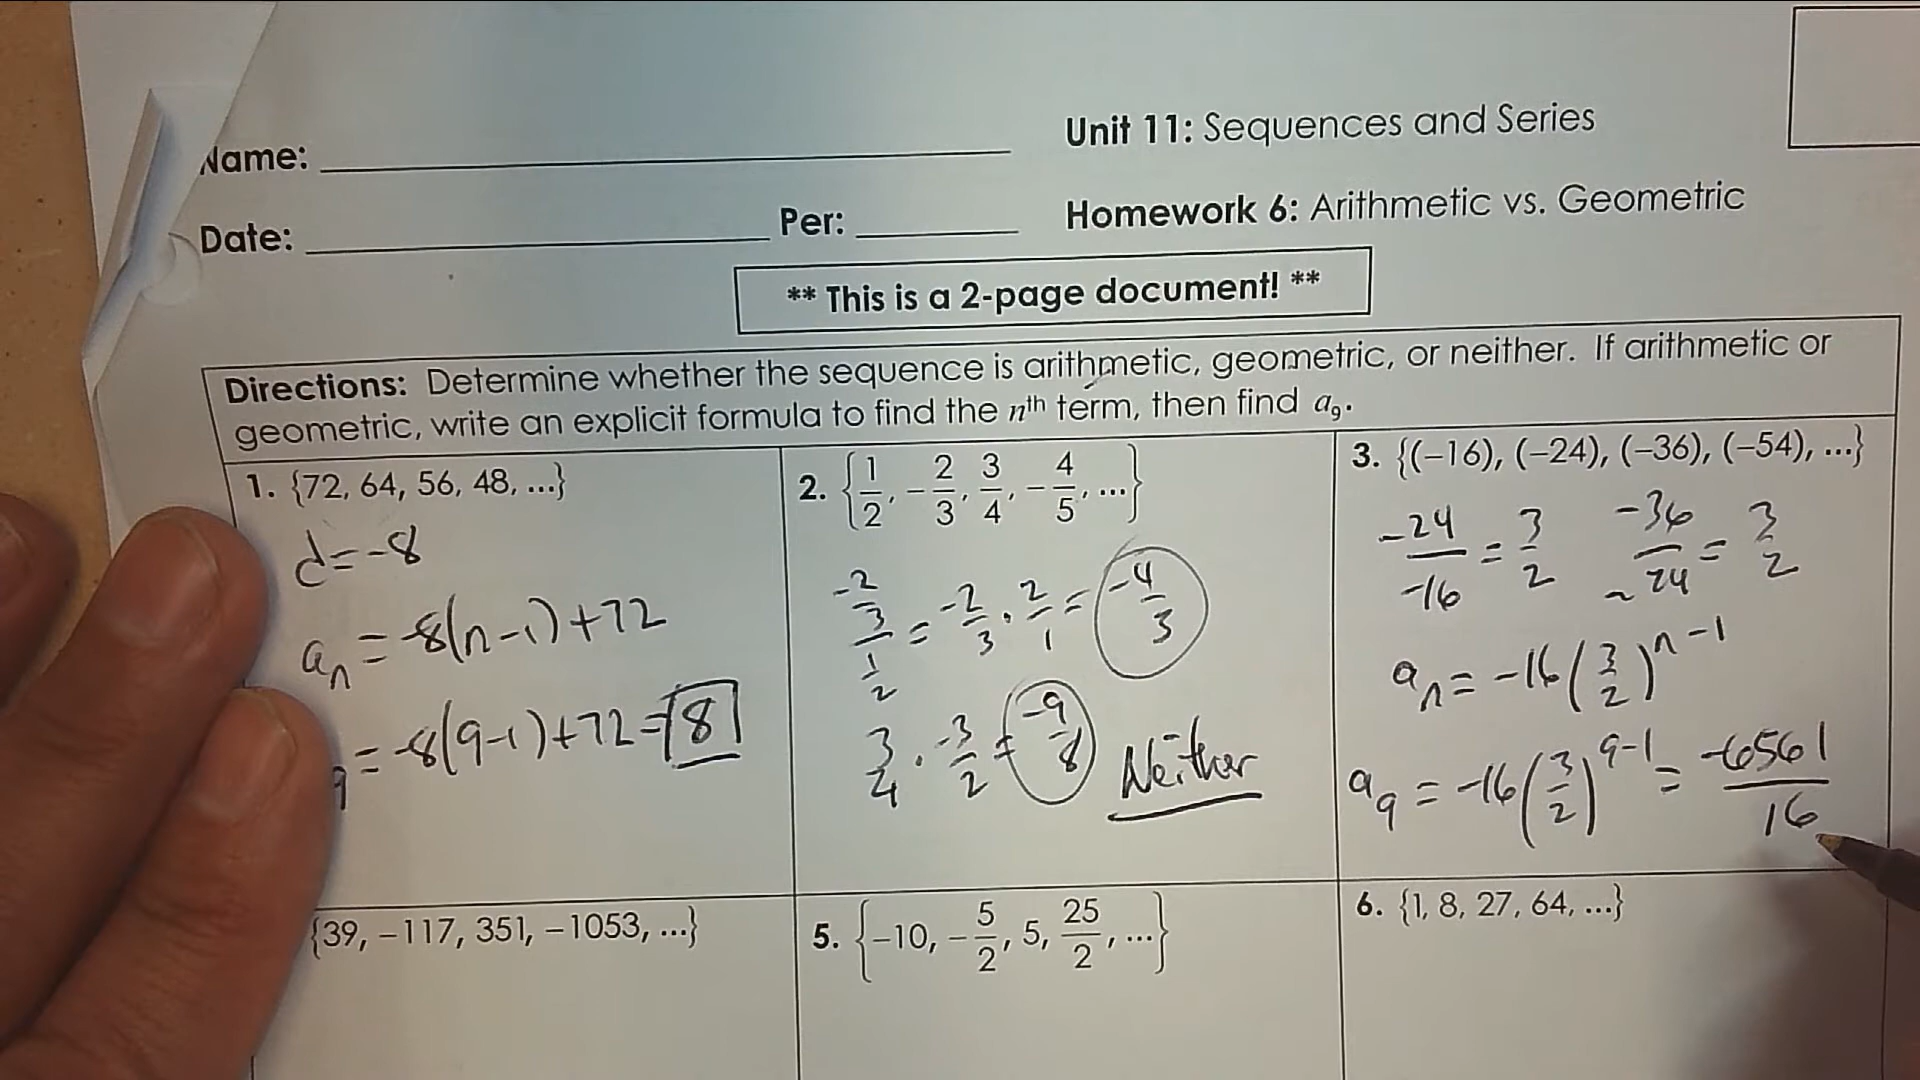 Name:
Unit 11: Sequences and Series
Date:
Per:
Homework 6: Arithmetic vs. Geometric
** This is a 2-page document! **
Directions: Determine whether the sequence is arithmetic, geometric, or neither. If arithmetic or
geometric, write an explicit formula to find the nᵗʰ term, then find a₉.
1. {72, 64, 56, 48, ...}
d=-8
aₙ = -8(n-1)+72
₉ = -8(9-1)+72=8
2. {1/2, -2/3, 3/4, -4/5, ...}
(-2/3)/(1/2) = -2/3 · 2/1 = -4/3
3/4 · -3/2 = -9/8
Neither
3. {(-16), (-24), (-36), (-54), ...}
-24/-16 = 3/2 -36/-24 = 3/2
aₙ = -16(3/2)ⁿ⁻¹
a₉ = -16(3/2)⁹⁻¹ = -6561/16
{39, -117, 351, -1053, ...}
5. {-10, -5/2, 5, 25/2, ...}
6. {1, 8, 27, 64, ...}